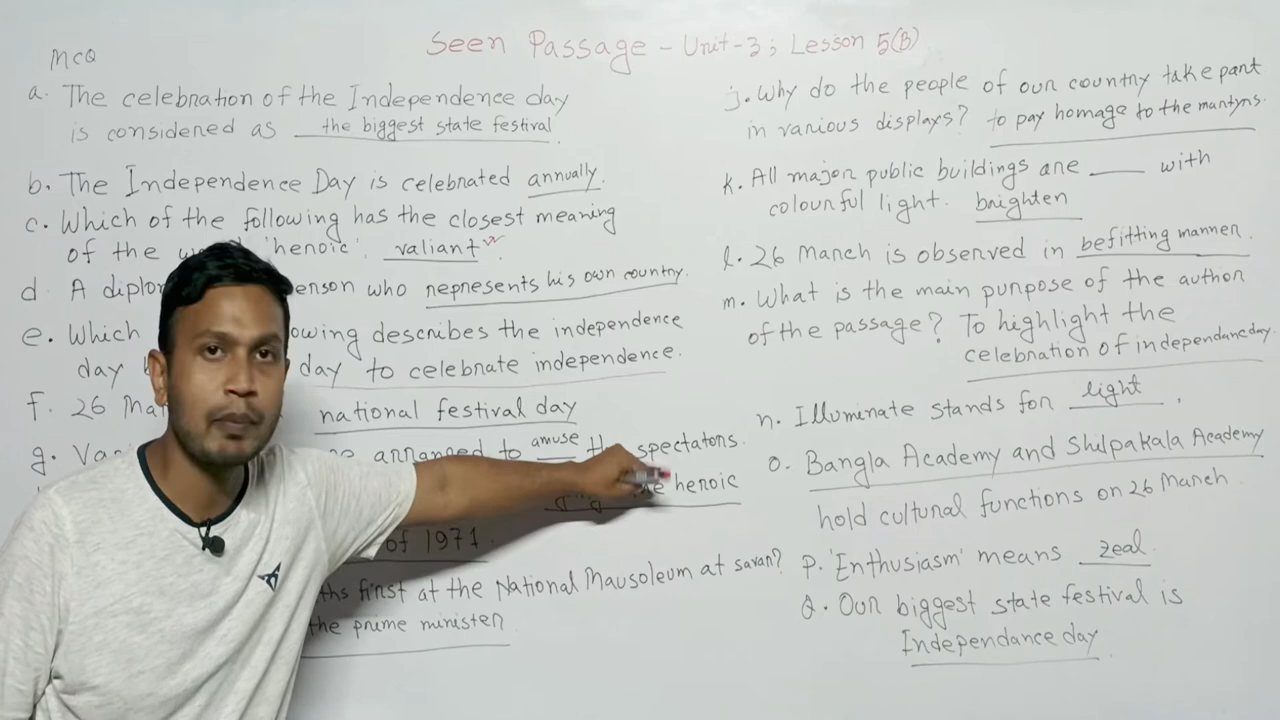 Seen Passage - Unit-3; Lesson 5(B)
MCQ
a. The celebration of the Independence day
is considered as the biggest state festival
b. The Independence Day is celebrated annually.
c. Which of the following has the closest meaning
of the 'heroic'. valiant
d. A person who represents his own country.
e. Which describes the independence
day day to celebrate independence.
f. 26 national festival day
g. arranged to amuse the spectators.
heroic
of 1971.
first at the National Mausoleum at savar?
the prime minister
j. Why do the people of our country take part
in various displays? to pay homage to the martyrs.
k. All major public buildings are ____ with
colourful light. brighten
l. 26 March is observed in befitting manner.
m. What is the main purpose of the author
of the passage? To highlight the
celebration of independance day.
n. Illuminate stands for light.
o. Bangla Academy and Shilpakala Academy
hold cultural functions on 26 March
p. 'Enthusiasm' means zeal.
Q. Our biggest state festival is
Independance day.